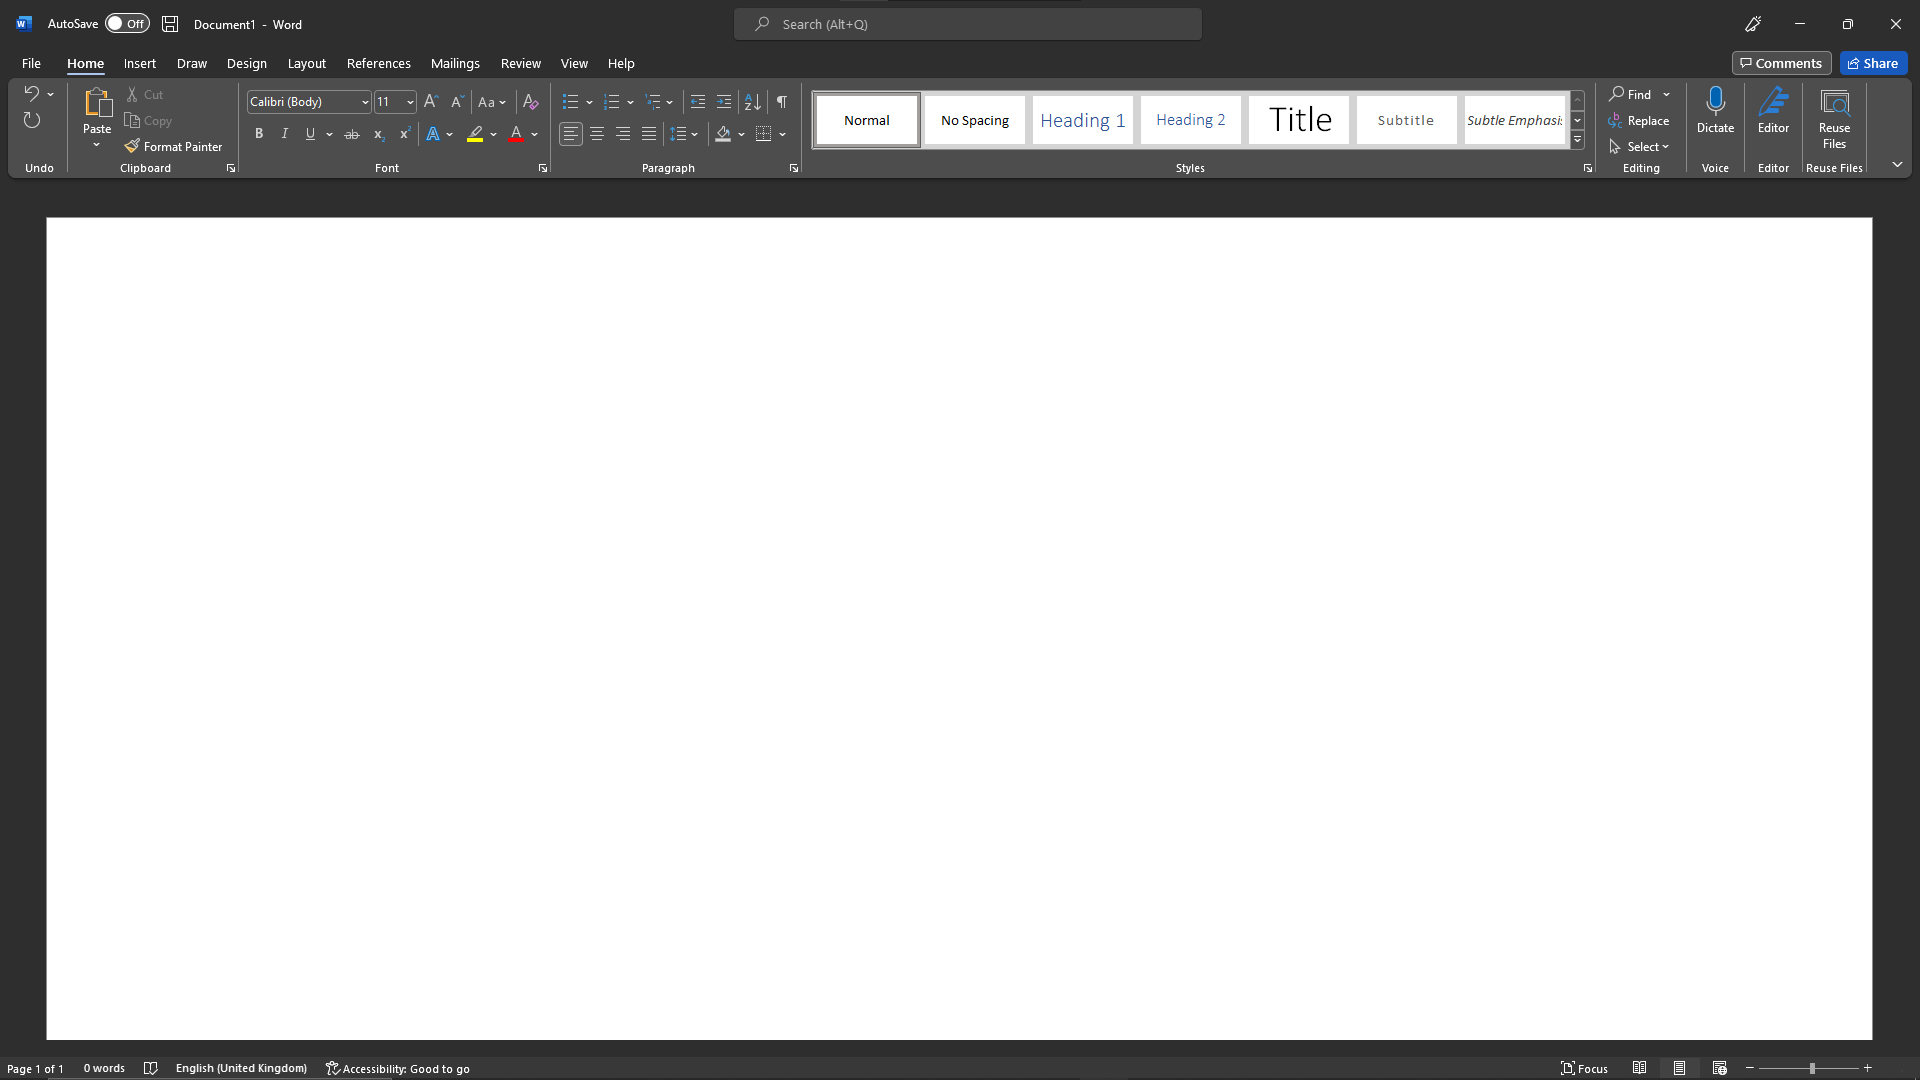 AutoSave Off Document1 - Word Search (Alt+Q)
File Home Insert Draw Design Layout References Mailings Review View Help Comments Share
Paste Cut Copy Format Painter
Calibri (Body) 11 Aa
B I U ab x2 x2 A A
Normal No Spacing Heading 1 Heading 2 Title Subtitle Subtle Emphasis
Find Replace Select
Dictate Editor Reuse Files
Undo Clipboard Font Paragraph Styles Editing Voice Editor Reuse Files
Page 1 of 1 0 words English (United Kingdom) Accessibility: Good to go Focus